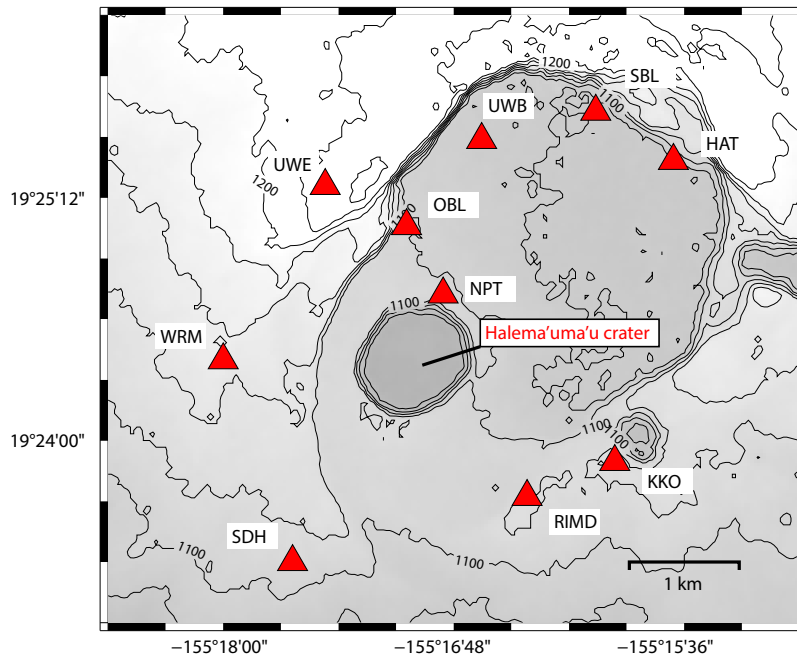 1200
SBL
1100
UWB
HAT
UWE
1200
19°25'12"
OBL
1100
NPT
1100
Halema'uma'u crater
WRM
19°24'00"
1100
1100
KKO
RIMD
SDH
1100
1100
1 km
−155°18'00"
−155°16'48"
−155°15'36"